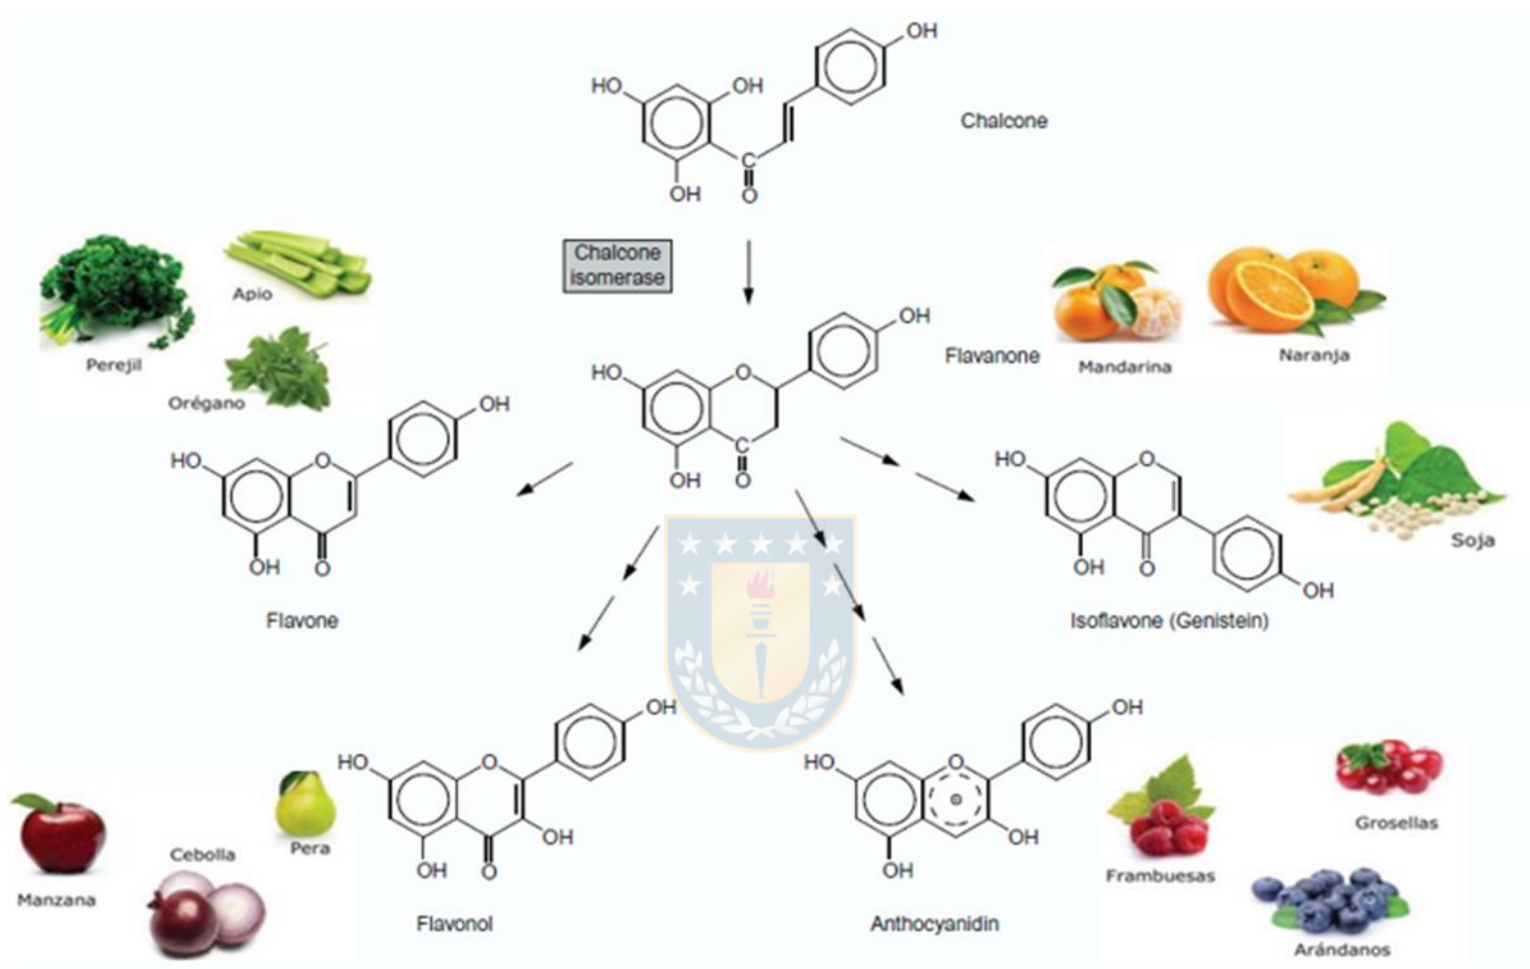 OH
HO
OH
Chalcone
C
OH
O
Chalcone
isomerase
Apio
Perejil
Orégano
OH
HO
O
Flavanone
C
OH
O
Mandarina
Naranja
OH
HO
O
OH
O
Flavone
HO
O
OH
O
OH
Isoflavone (Genistein)
Soja
OH
HO
O
OH
OH
O
Flavonol
Manzana
Cebolla
Pera
OH
HO
O
OH
OH
Anthocyanidin
Frambuesas
Grosellas
Arándanos